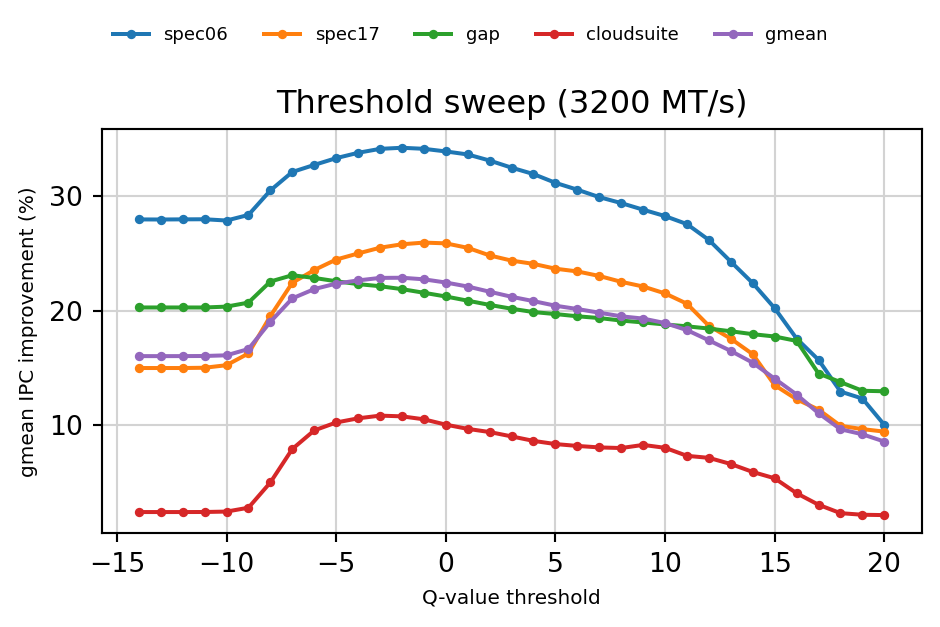 spec06 spec17 gap cloudsuite gmean
Threshold sweep (3200 MT/s)
gmean IPC improvement (%)
30
20
10
−15 −10 −5 0 5 10 15 20
Q-value threshold